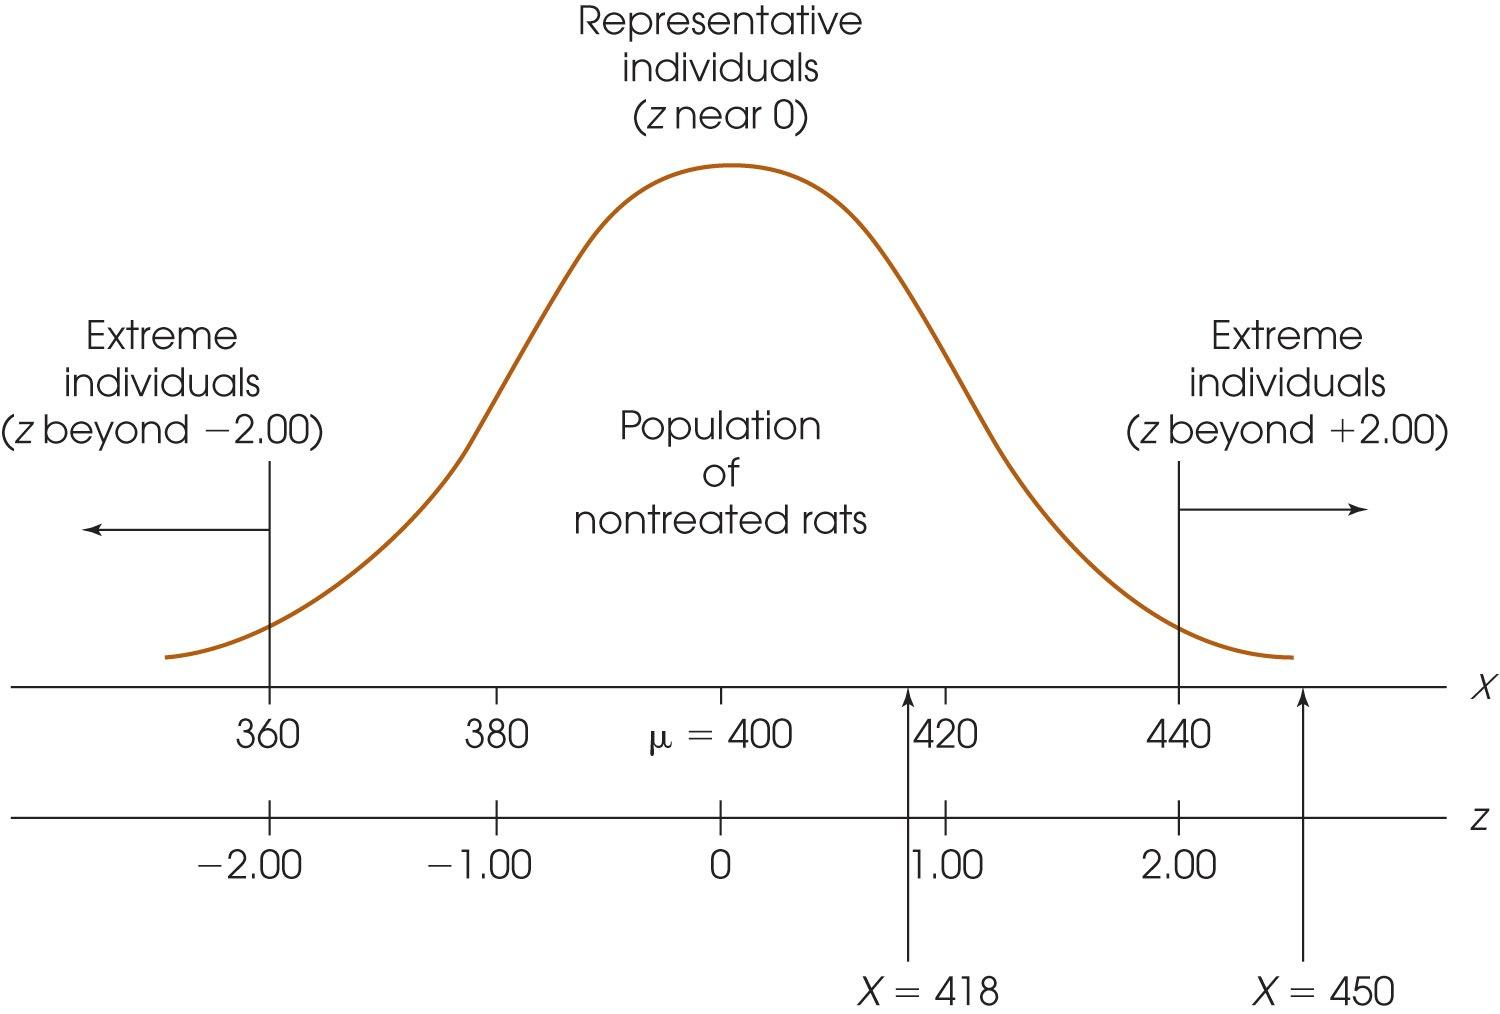 Representative
individuals
(z near 0)
Extreme
individuals
(z beyond −2.00)
Extreme
individuals
(z beyond +2.00)
Population
of
nontreated rats
X
360 380 μ = 400 420 440
z
−2.00 −1.00 0 1.00 2.00
X = 418 X = 450